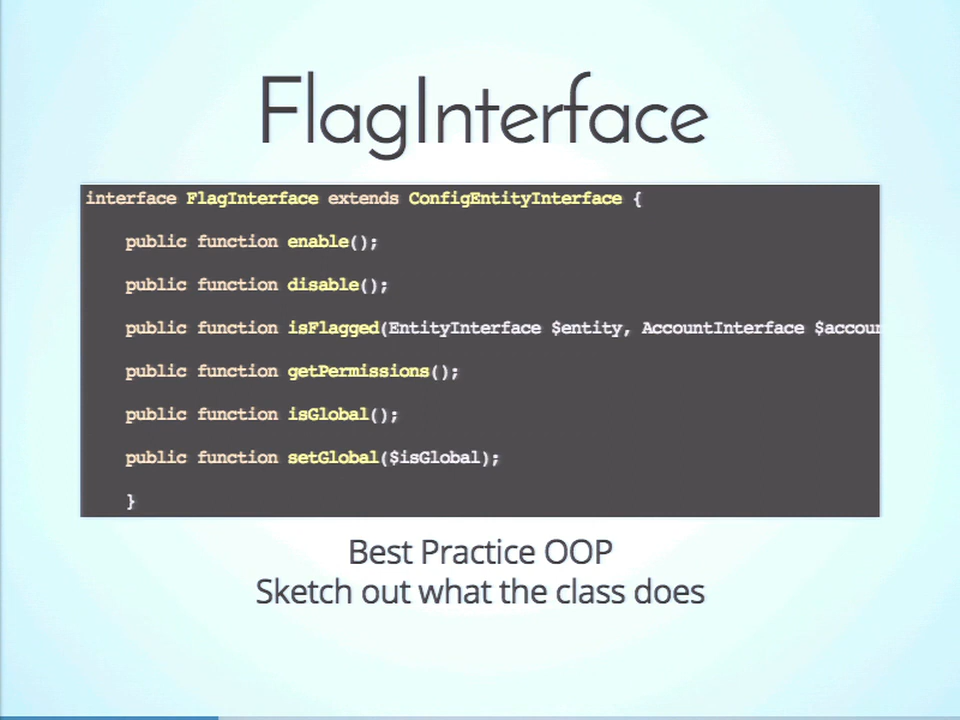 FlagInterface
interface FlagInterface extends ConfigEntityInterface {
public function enable();
public function disable();
public function isFlagged(EntityInterface $entity, AccountInterface $accoun
public function getPermissions();
public function isGlobal();
public function setGlobal($isGlobal);
}
Best Practice OOP
Sketch out what the class does